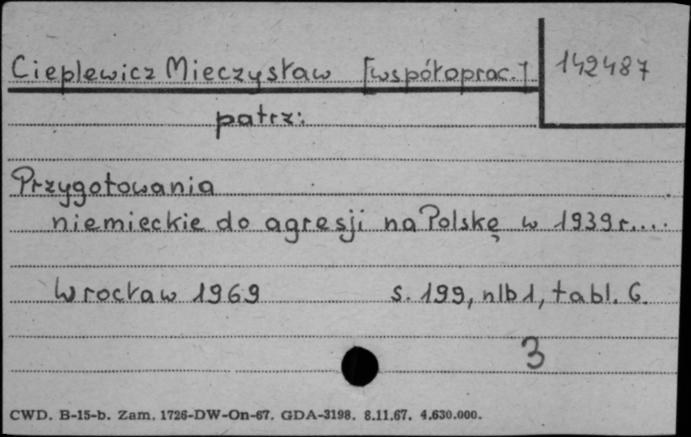 Cieplewicz Mieczysław [współoprac.] 142487
patrz:
Przygotowania
niemieckie do agresji na Polskę w 1939 r....
Wrocław 1969 s. 199, nlb 1, tabl. 6.
3
CWD. B-15-b. Zam. 1726-DW-On-67. GDA-3198. 8.11.67. 4.630.000.